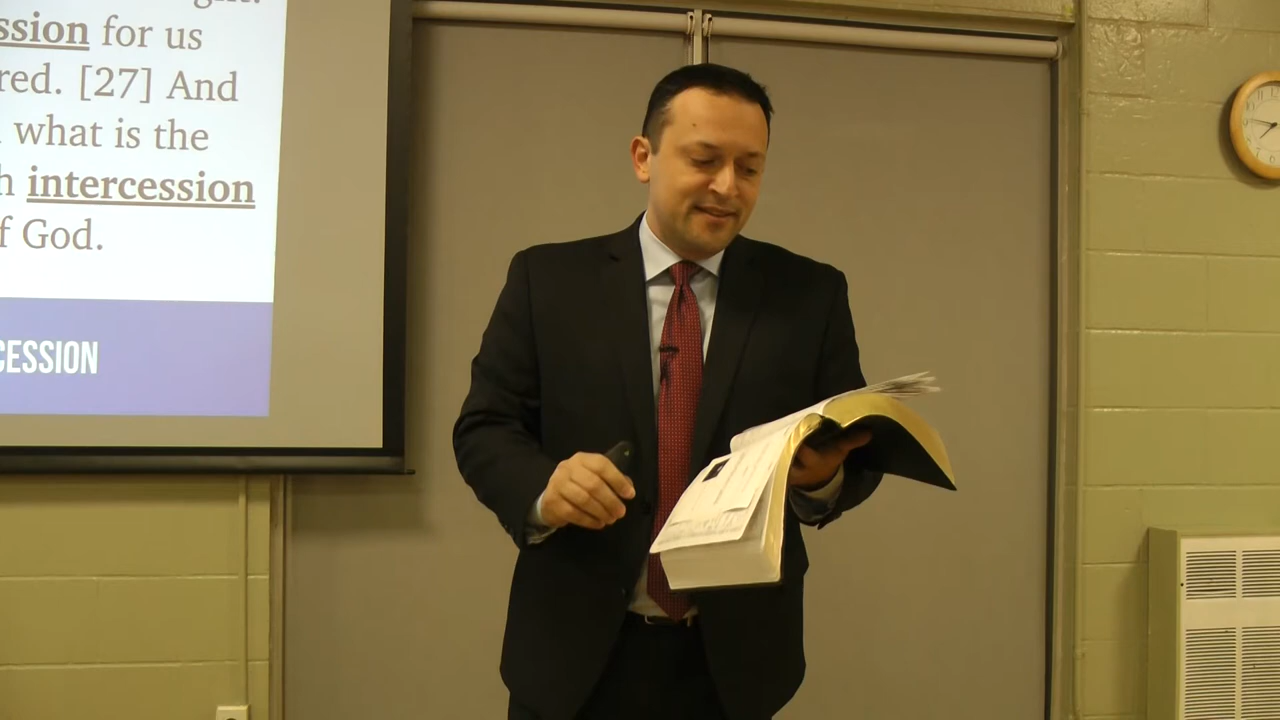 ssion for us
red. [27] And
what is the
h intercession
f God.
CESSION